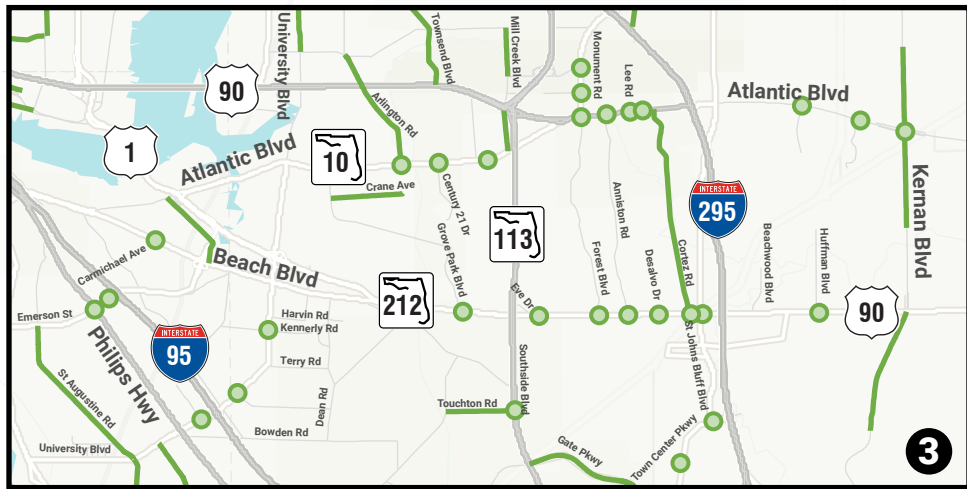 University Blvd
Townsend Blvd
Mill Creek Blvd
Monument Rd
Lee Rd
90
Atlantic Blvd
Arlington Rd
1
Atlantic Blvd
10
Crane Ave
Century 21 Dr
INTERSTATE
295
Kernan Blvd
113
Anniston Rd
Carmichael Ave
Beach Blvd
Grove Park Blvd
Forest Blvd
Desalvo Dr
Cortez Rd
Beachwood Blvd
Huffman Blvd
212
Eve Dr
90
Emerson St
Harvin Rd
Kennerly Rd
INTERSTATE
95
Philips Hwy
Terry Rd
Southside Blvd
St Johns Bluff Blvd
St Augustine Rd
Dean Rd
Touchton Rd
Bowden Rd
University Blvd
Gate Pkwy
Town Center Pkwy
3